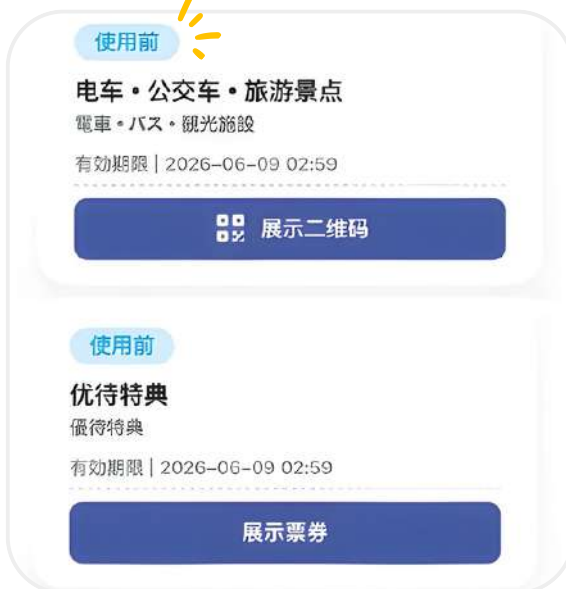 使用前
电车・公交车・旅游景点
電車・バス・観光施設
有効期限 | 2026-06-09 02:59
展示二维码
使用前
优待特典
優待特典
有効期限 | 2026-06-09 02:59
展示票券